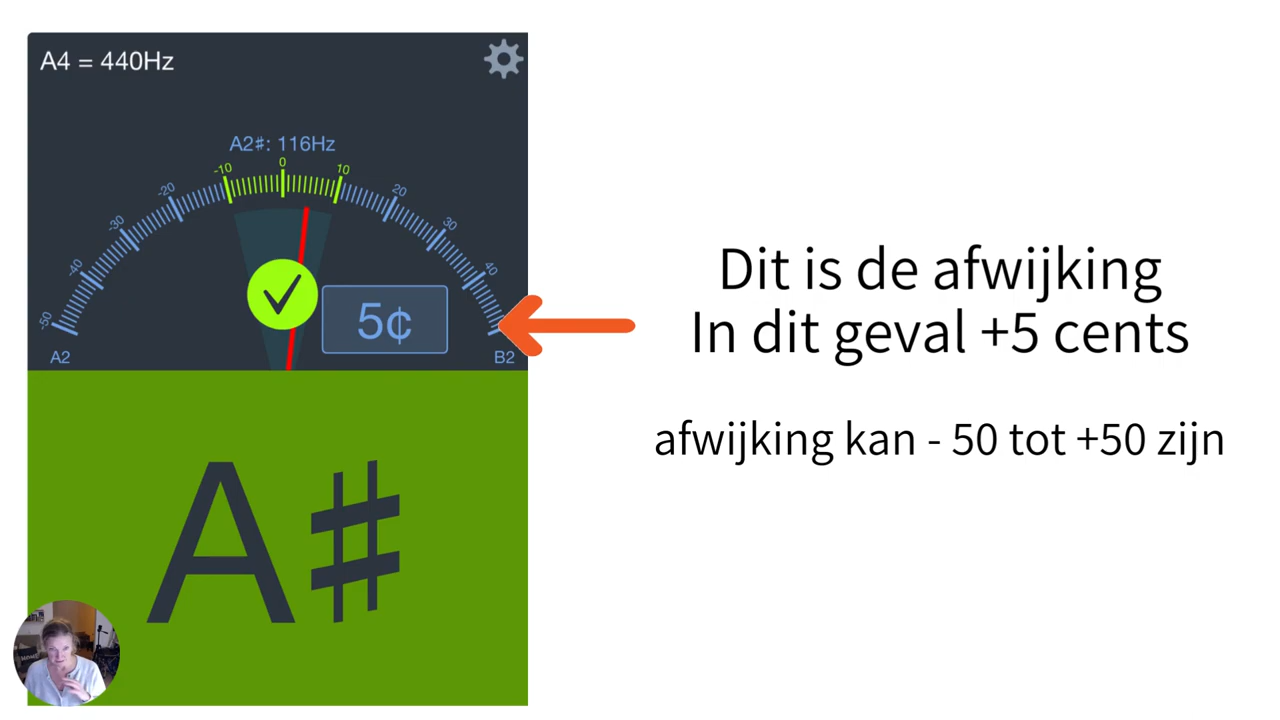 A4 = 440Hz
A2♯: 116Hz
-50
-40
-30
-20
-10
0
10
20
30
40
5¢
A2
B2
A♯
Dit is de afwijking
In dit geval +5 cents
afwijking kan - 50 tot +50 zijn